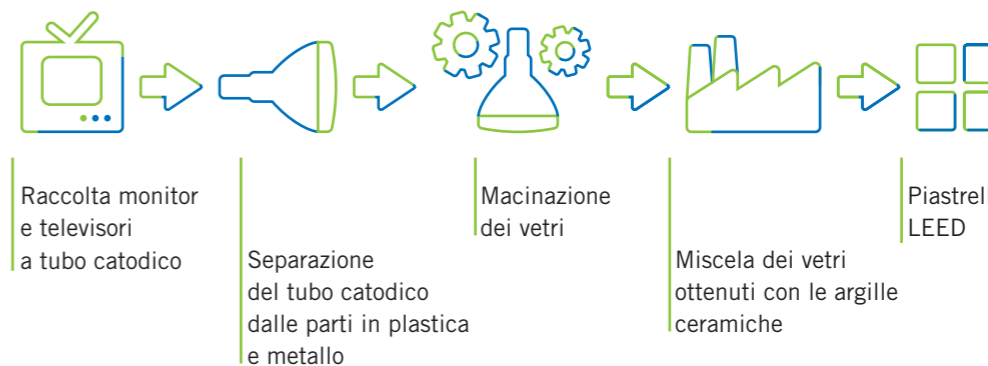 Raccolta monitor
e televisori
a tubo catodico
Separazione
del tubo catodico
dalle parti in plastica
e metallo
Macinazione
dei vetri
Miscela dei vetri
ottenuti con le argille
ceramiche
Piastrell
LEED